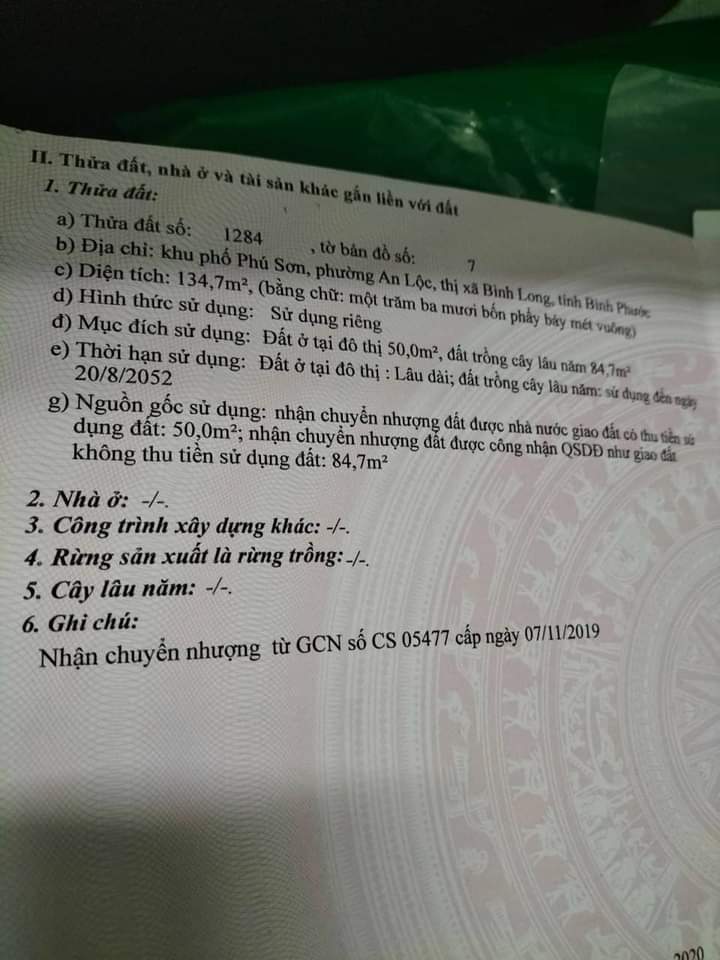 II. Thửa đất, nhà ở và tài sản khác gắn liền với đất
1. Thửa đất:
a) Thửa đất số: 1284 , tờ bản đồ số: 7
b) Địa chỉ: khu phố Phú Sơn, phường An Lộc, thị xã Bình Long, tỉnh Bình Phước
c) Diện tích: 134,7m², (bằng chữ: một trăm ba mươi bốn phẩy bảy mét vuông)
d) Hình thức sử dụng: Sử dụng riêng
đ) Mục đích sử dụng: Đất ở tại đô thị 50,0m², đất trồng cây lâu năm 84,7m²
e) Thời hạn sử dụng: Đất ở tại đô thị : Lâu dài; đất trồng cây lâu năm: sử dụng đến ngày
20/8/2052
g) Nguồn gốc sử dụng: nhận chuyển nhượng đất được nhà nước giao đất có thu tiền sử
dụng đất: 50,0m²; nhận chuyển nhượng đất được công nhận QSDĐ như giao đất
không thu tiền sử dụng đất: 84,7m²
2. Nhà ở: -/-.
3. Công trình xây dựng khác: -/-.
4. Rừng sản xuất là rừng trồng: -/-.
5. Cây lâu năm: -/-.
6. Ghi chú:
Nhận chuyển nhượng từ GCN số CS 05477 cấp ngày 07/11/2019
2020